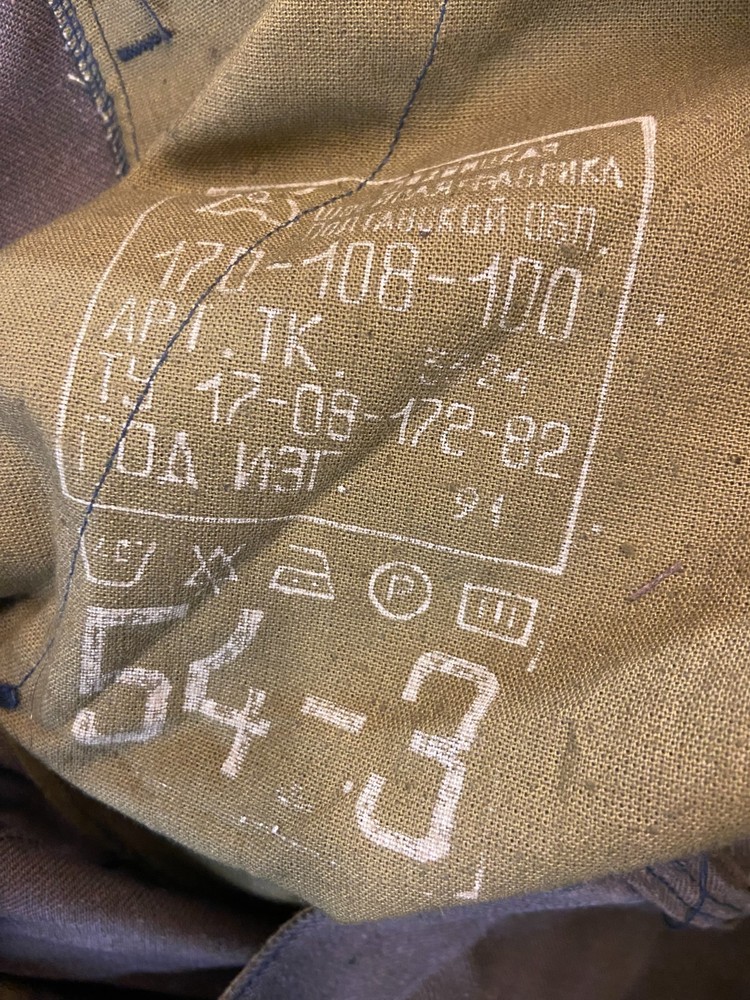 ФАБРИКА
ПОЛТАВСКОЙ ОБЛ.
170-108-100
АРТ. ТК.
ТУ 17-08-172-82
ГОД ИЗГ. 91
P
54-3